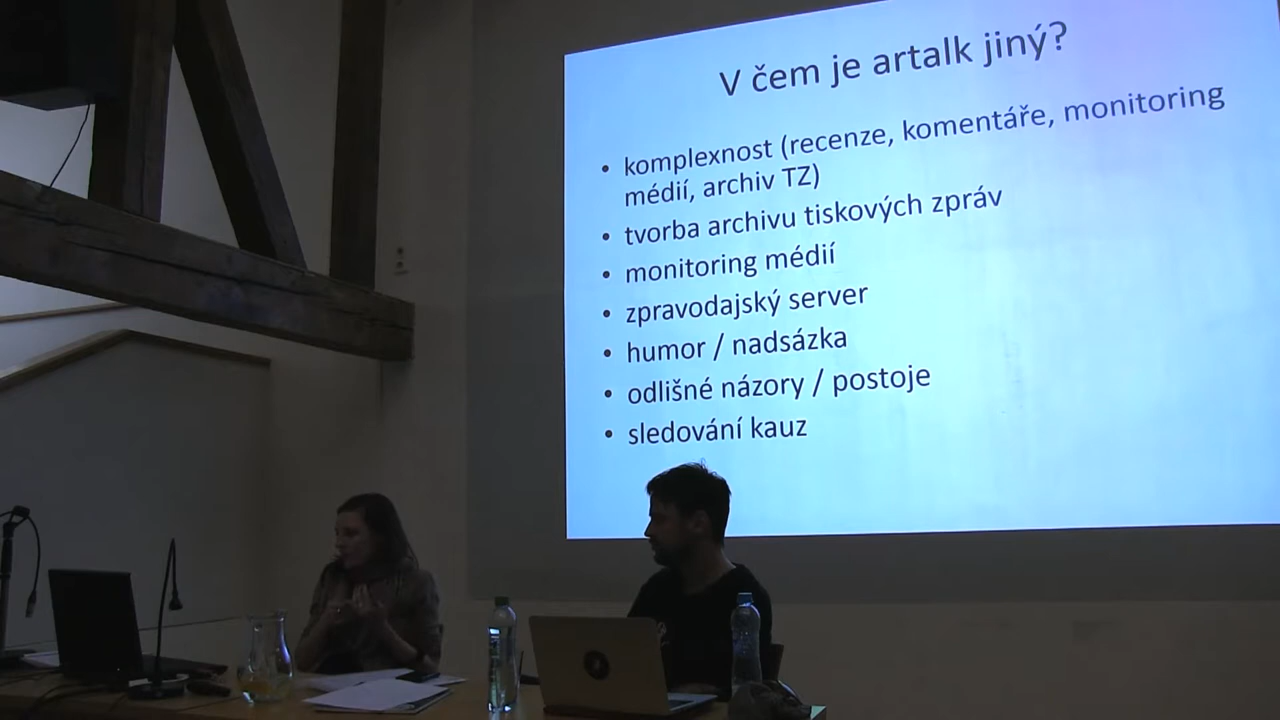 V čem je artalk jiný?
• komplexnost (recenze, komentáře, monitoring
médií, archiv TZ)
• tvorba archivu tiskových zpráv
• monitoring médií
• zpravodajský server
• humor / nadsázka
• odlišné názory / postoje
• sledování kauz